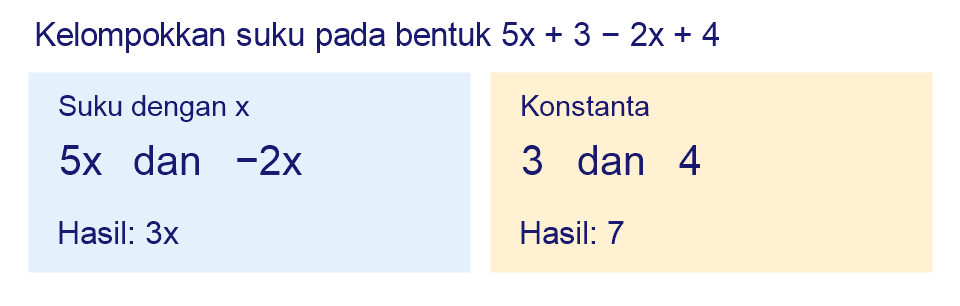 Kelompokkan suku pada bentuk 5x + 3 − 2x + 4
Suku dengan x
5x dan −2x
Hasil: 3x
Konstanta
3 dan 4
Hasil: 7